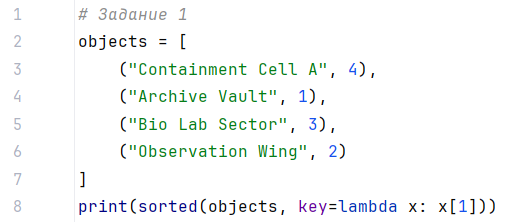 1 # Задание 1
2 objects = [
3     ("Containment Cell A", 4),
4     ("Archive Vault", 1),
5     ("Bio Lab Sector", 3),
6     ("Observation Wing", 2)
7 ]
8 print(sorted(objects, key=lambda x: x[1]))